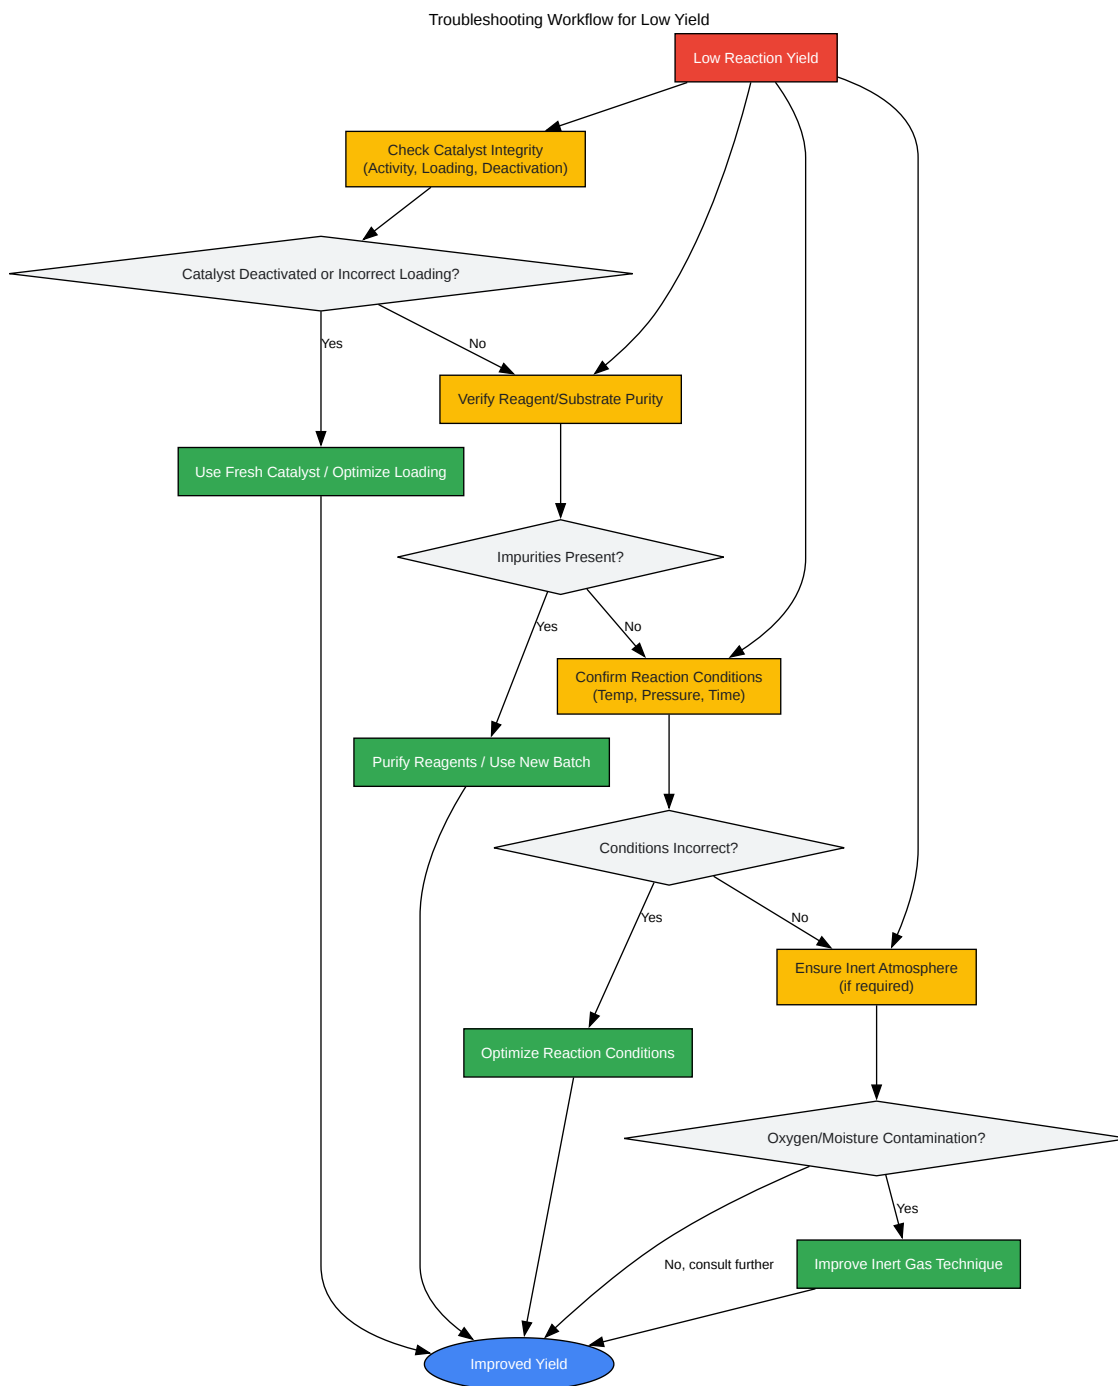 Troubleshooting Workflow for Low Yield
Low Reaction Yield
Check Catalyst Integrity
(Activity, Loading, Deactivation)
Catalyst Deactivated or Incorrect Loading?
Yes
No
Verify Reagent/Substrate Purity
Use Fresh Catalyst / Optimize Loading
Impurities Present?
Yes
No
Confirm Reaction Conditions
(Temp, Pressure, Time)
Purify Reagents / Use New Batch
Conditions Incorrect?
Yes
No
Ensure Inert Atmosphere
(if required)
Optimize Reaction Conditions
Oxygen/Moisture Contamination?
Yes
No, consult further
Improve Inert Gas Technique
Improved Yield